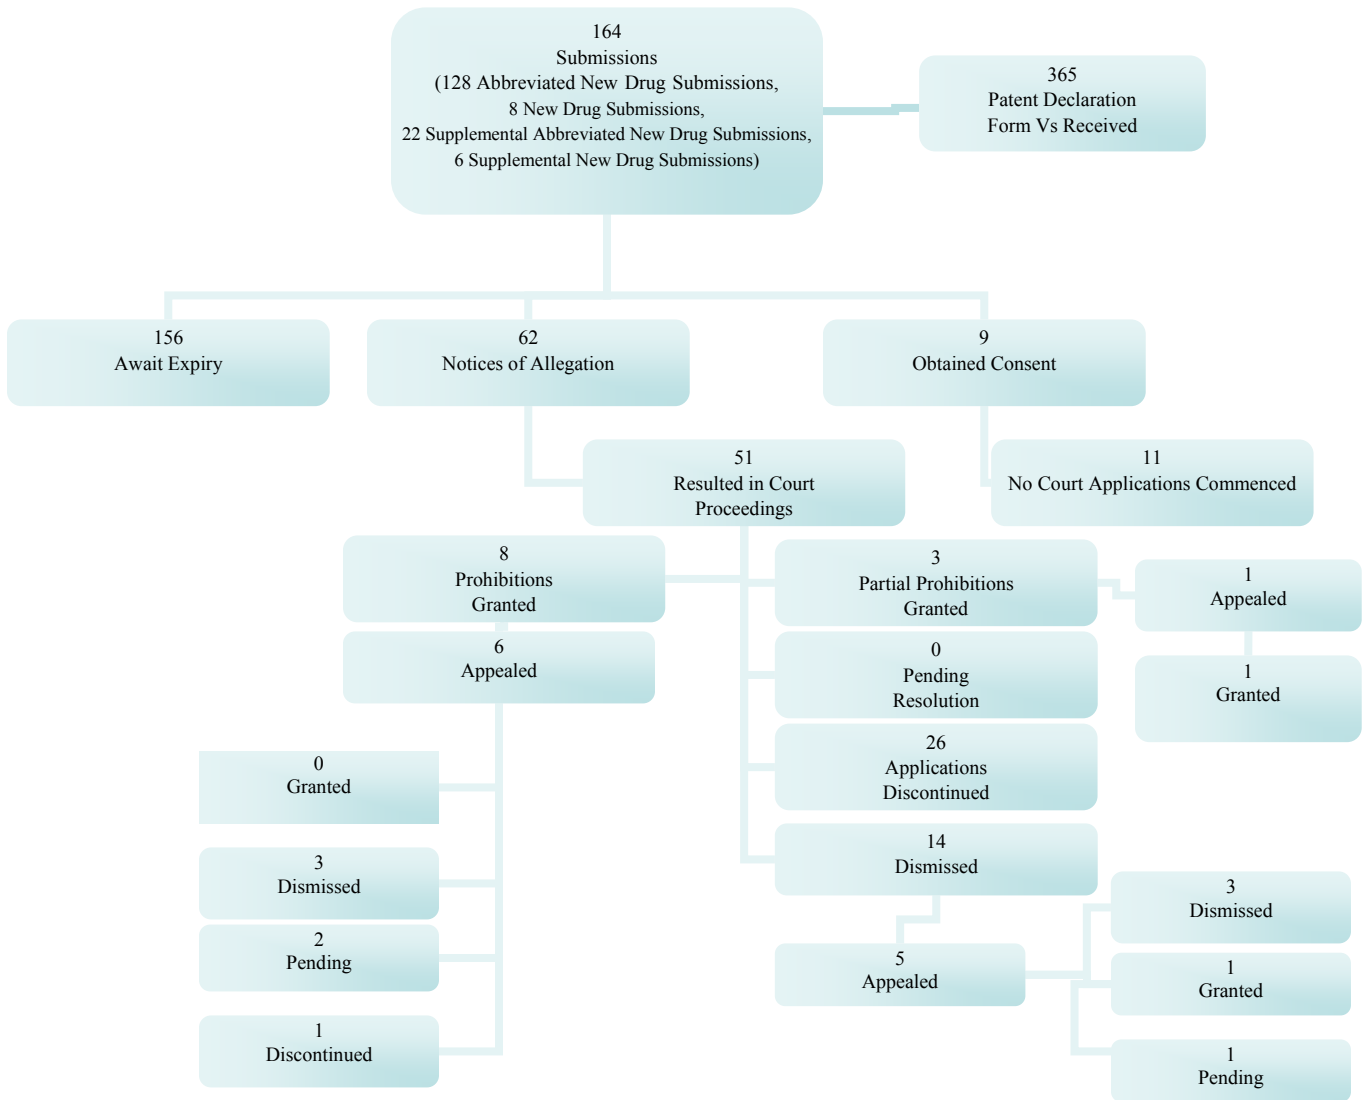 164
Submissions
(128 Abbreviated New Drug Submissions,
8 New Drug Submissions,
22 Supplemental Abbreviated New Drug Submissions,
6 Supplemental New Drug Submissions)
365
Patent Declaration
Form Vs Received
156
Await Expiry
62
Notices of Allegation
9
Obtained Consent
51
Resulted in Court
Proceedings
11
No Court Applications Commenced
8
Prohibitions
Granted
6
Appealed
0
Granted
3
Dismissed
2
Pending
1
Discontinued
3
Partial Prohibitions
Granted
1
Appealed
1
Granted
0
Pending
Resolution
26
Applications
Discontinued
14
Dismissed
5
Appealed
3
Dismissed
1
Granted
1
Pending